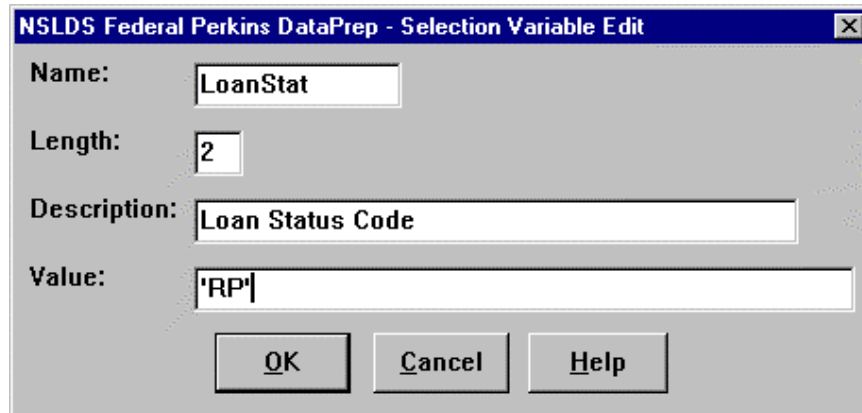 NSLDS Federal Perkins DataPrep - Selection Variable Edit
Name: LoanStat
Length: 2
Description: Loan Status Code
Value: 'RP'
OK Cancel Help